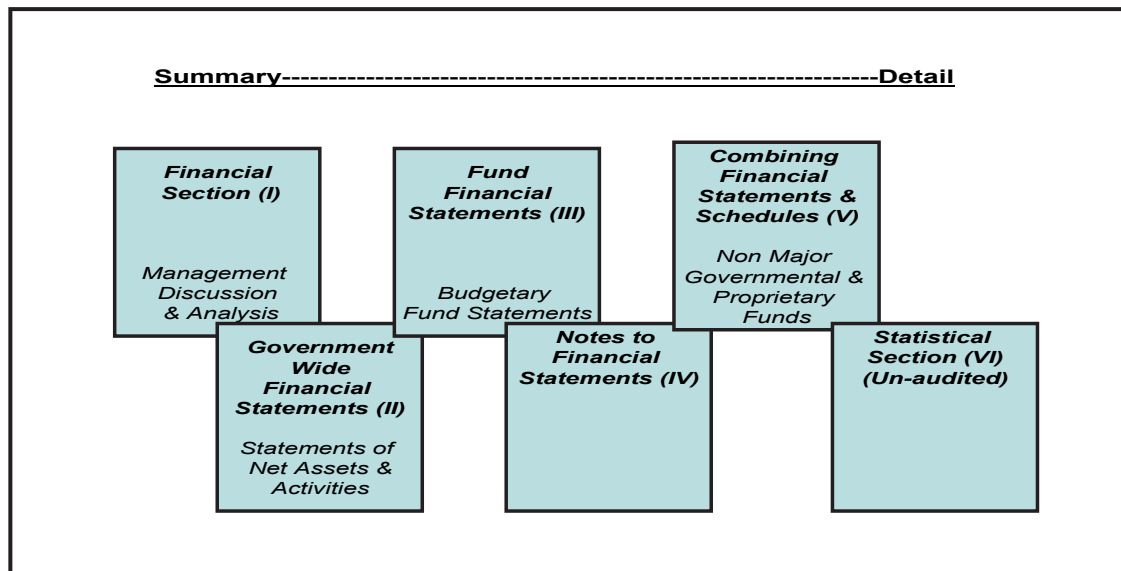 Summary----------------------------------------------------------------Detail
Financial
Section (I)
Management
Discussion
& Analysis
Government
Wide
Financial
Statements (II)
Statements of
Net Assets &
Activities
Fund
Financial
Statements (III)
Budgetary
Fund Statements
Notes to
Financial
Statements (IV)
Combining
Financial
Statements &
Schedules (V)
Non Major
Governmental &
Proprietary
Funds
Statistical
Section (VI)
(Un-audited)